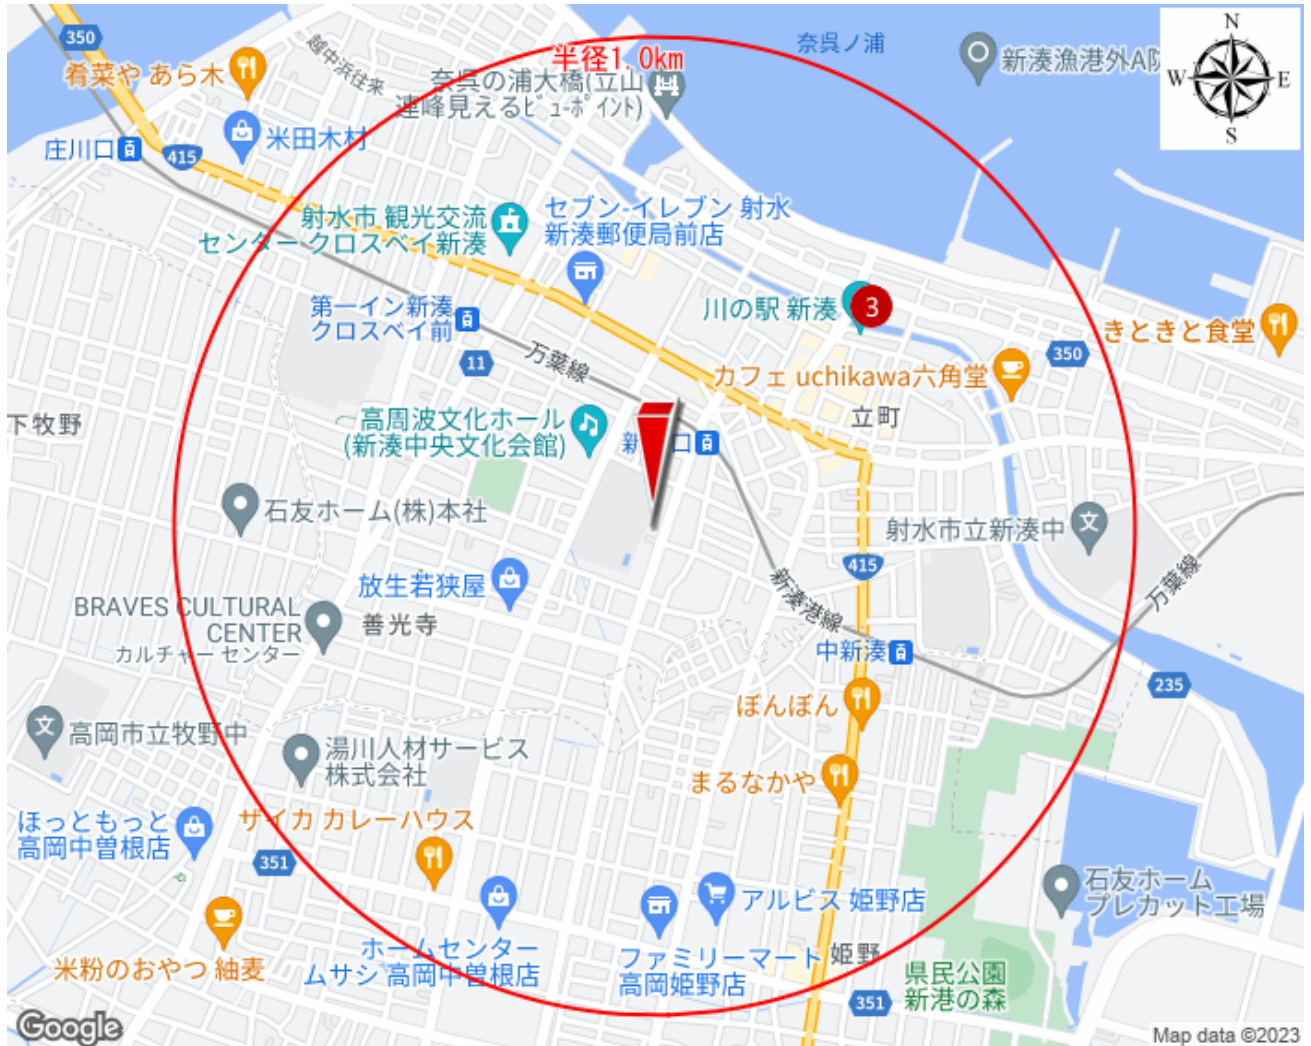 350
越中浜往来
半径1.0km
奈呉ノ浦
N
W
E
S
肴菜や あら木
奈呉の浦大橋(立山
連峰見えるﾋﾞｭｰﾎﾟｲﾝﾄ)
新湊漁港外A防
米田木材
庄川口
415
射水市 観光交流
センター クロスベイ新湊
セブン-イレブン 射水
新湊郵便局前店
第一イン新湊
クロスベイ前
川の駅 新湊
3
きときと食堂
350
11
万葉線
カフェ uchikawa六角堂
下牧野
高周波文化ホール
(新湊中央文化会館)
立町
新
口
石友ホーム(株)本社
射水市立新湊中
415
放生若狭屋
新湊港線
万葉線
BRAVES CULTURAL
CENTER
カルチャー センター
善光寺
中新湊
235
高岡市立牧野中
ぼんぼん
湯川人材サービス
株式会社
まるなかや
ほっともっと
高岡中曽根店
サイカ カレーハウス
351
石友ホーム
プレカット工場
アルビス 姫野店
米粉のおやつ 紬麦
ホームセンター
ムサシ 高岡中曽根店
ファミリーマート
高岡姫野店
姫野
県民公園
新港の森
351
Google
Map data ©2023